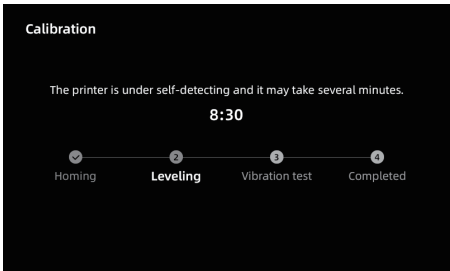 Calibration
The printer is under self-detecting and it may take several minutes.
8:30
2 3 4
Homing Leveling Vibration test Completed